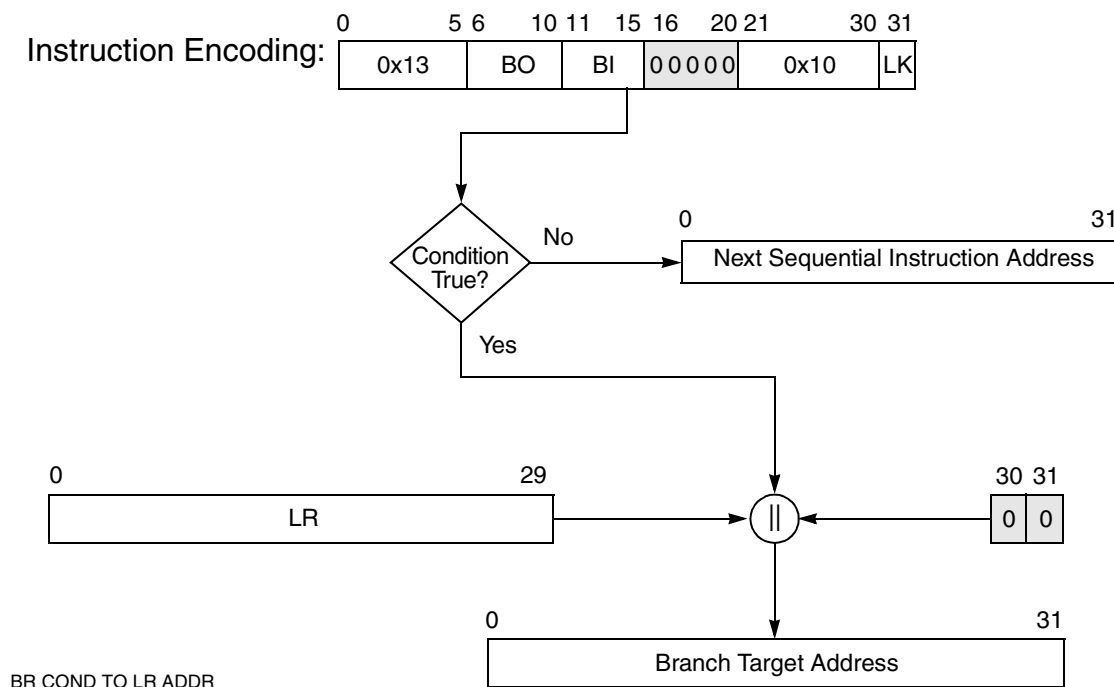 0 5 6 10 11 15 16 20 21 30 31
Instruction Encoding: 0x13 BO BI 0 0 0 0 0 0x10 LK
0 31
Condition
True?
No
Next Sequential Instruction Address
Yes
0 29 30 31
LR || 0 0
0 31
Branch Target Address
BR COND TO LR ADDR